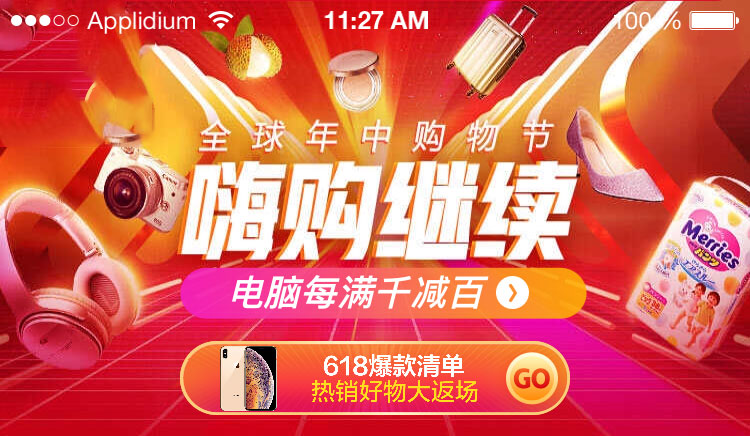 Applidium 11:27 AM 100%
全球年中购物节
嗨购继续
Canon
电脑每满千减百
Merries
618爆款清单
热销好物大返场
GO